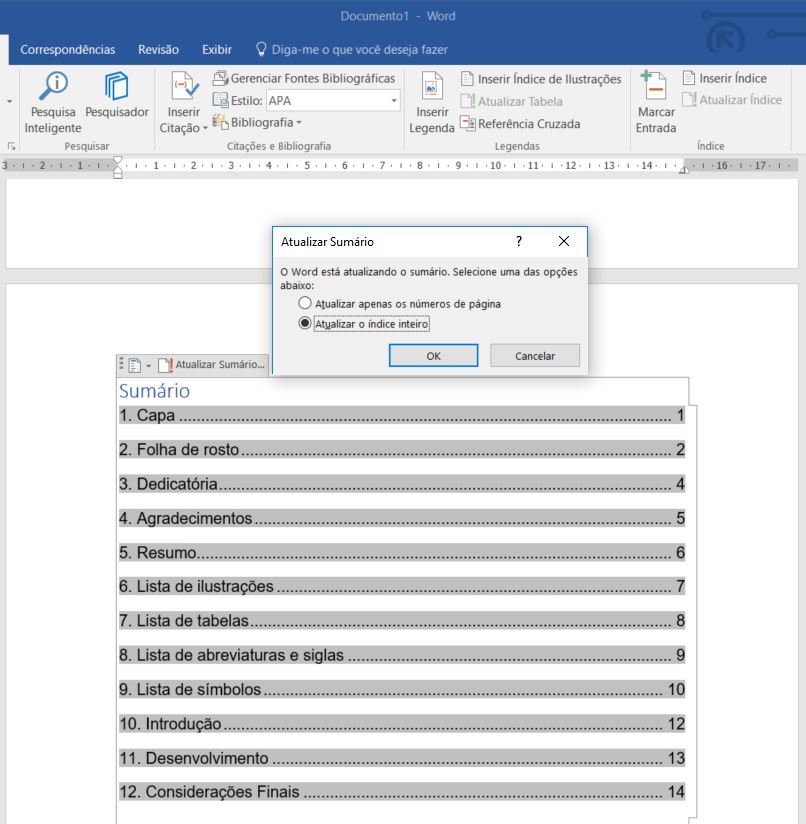 Documento1 - Word
Correspondências Revisão Exibir Diga-me o que você deseja fazer
Pesquisa Inteligente
Pesquisador
Pesquisar
Inserir Citação
Gerenciar Fontes Bibliográficas
Estilo: APA
Bibliografia
Citações e Bibliografia
Inserir Legenda
Inserir Índice de Ilustrações
Atualizar Tabela
Referência Cruzada
Legendas
Marcar Entrada
Inserir Índice
Atualizar Índice
Índice
3 2 1 1 2 3 4 5 6 7 8 9 10 11 12 13 14 16 17
Atualizar Sumário ?
O Word está atualizando o sumário. Selecione uma das opções
abaixo:
Atualizar apenas os números de página
Atualizar o índice inteiro
OK Cancelar
Atualizar Sumário...
Sumário
1. Capa ........ 1
2. Folha de rosto ........ 2
3. Dedicatória ........ 4
4. Agradecimentos ........ 5
5. Resumo ........ 6
6. Lista de ilustrações ........ 7
7. Lista de tabelas ........ 8
8. Lista de abreviaturas e siglas ........ 9
9. Lista de símbolos ........ 10
10. Introdução ........ 12
11. Desenvolvimento ........ 13
12. Considerações Finais ........ 14